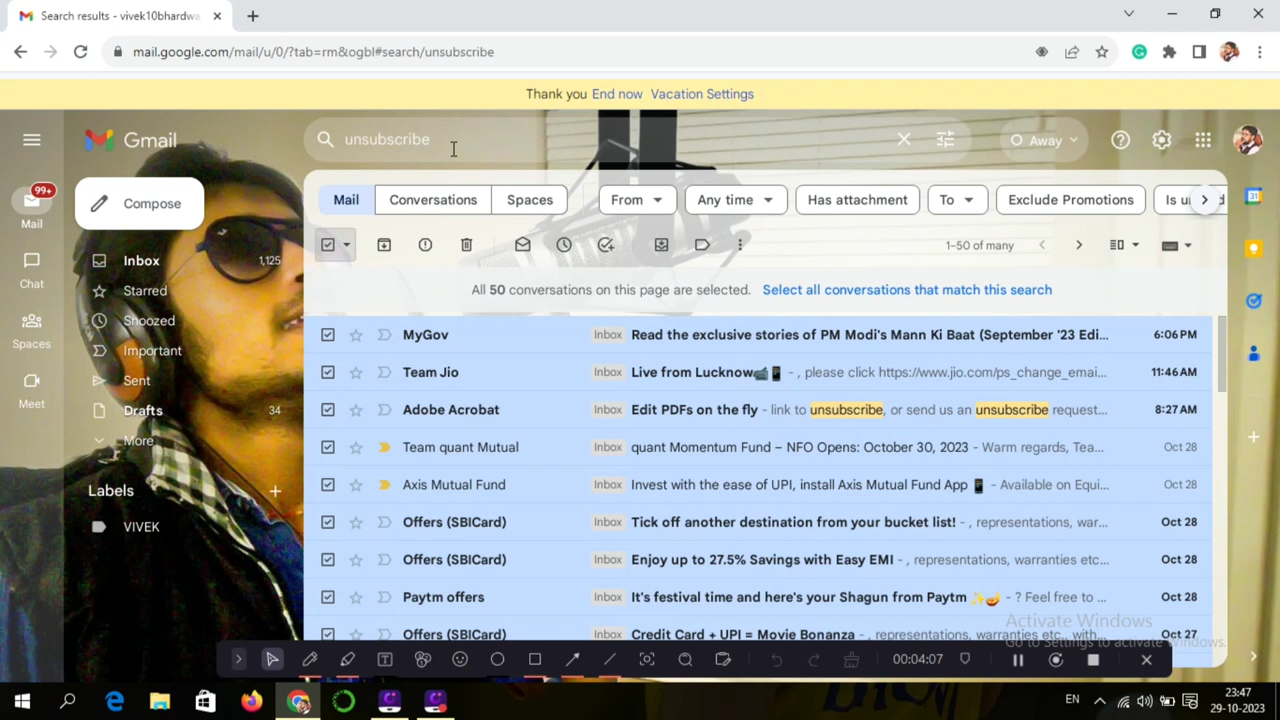 Search results - vivek10bhardwa
mail.google.com/mail/u/0/?tab=rm&ogbl#search/unsubscribe
Thank you End now Vacation Settings
Gmail
unsubscribe
Away
99+
Mail
Chat
Spaces
Meet
Compose
Inbox 1,125
Starred
Snoozed
Important
Sent
Drafts 34
More
Labels
VIVEK
Mail Conversations Spaces From Any time Has attachment To Exclude Promotions Is u
1–50 of many
All 50 conversations on this page are selected. Select all conversations that match this search
MyGov Inbox Read the exclusive stories of PM Modi's Mann Ki Baat (September '23 Edi... 6:06 PM
Team Jio Inbox Live from Lucknow📹📱 - , please click https://www.jio.com/ps_change_emai... 11:46 AM
Adobe Acrobat Inbox Edit PDFs on the fly - link to unsubscribe, or send us an unsubscribe request... 8:27 AM
Team quant Mutual Inbox quant Momentum Fund – NFO Opens: October 30, 2023 - Warm regards, Tea... Oct 28
Axis Mutual Fund Inbox Invest with the ease of UPI, install Axis Mutual Fund App 📱 - Available on Equi... Oct 28
Offers (SBICard) Inbox Tick off another destination from your bucket list! - , representations, war... Oct 28
Offers (SBICard) Inbox Enjoy up to 27.5% Savings with Easy EMI - , representations, warranties etc... Oct 28
Paytm offers Inbox It's festival time and here's your Shagun from Paytm ✨🪔 - ? Feel free to ... Oct 28
Offers (SBICard) Inbox Credit Card + UPI = Movie Bonanza - , representations, warranties etc., with... Oct 27
Activate Windows
Go to Settings to activate Windows.
00:04:07
EN
23:47
29-10-2023